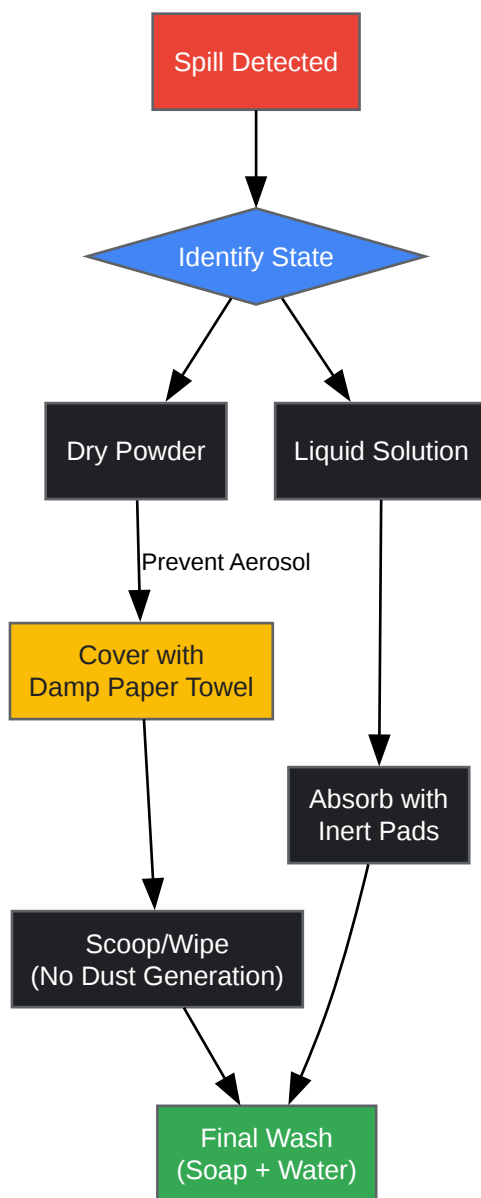 Spill Detected
Identify State
Dry Powder
Liquid Solution
Prevent Aerosol
Cover with
Damp Paper Towel
Absorb with
Inert Pads
Scoop/Wipe
(No Dust Generation)
Final Wash
(Soap + Water)